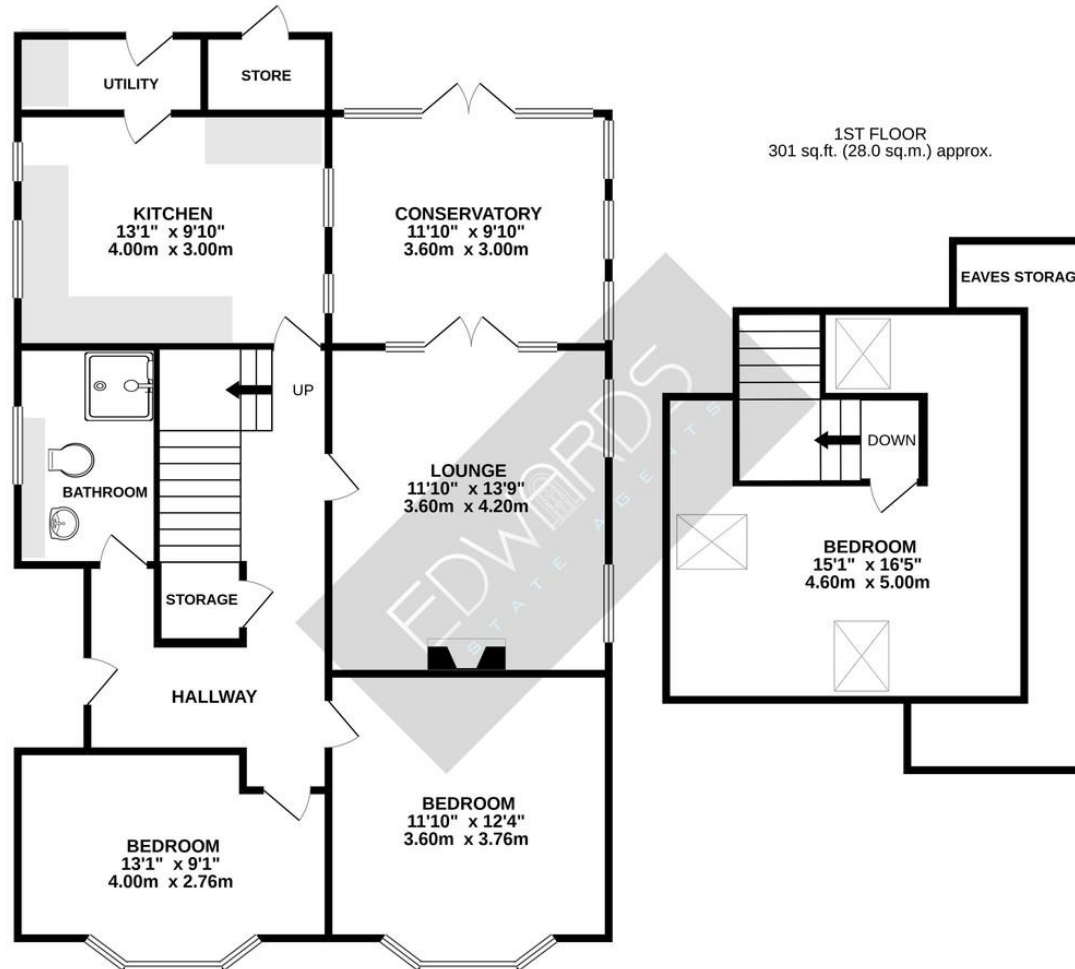 UTILITY
STORE
KITCHEN
13'1" x 9'10"
4.00m x 3.00m
CONSERVATORY
11'10" x 9'10"
3.60m x 3.00m
UP
BATHROOM
LOUNGE
11'10" x 13'9"
3.60m x 4.20m
STORAGE
HALLWAY
BEDROOM
13'1" x 9'1"
4.00m x 2.76m
BEDROOM
11'10" x 12'4"
3.60m x 3.76m
EDWARDS
STATE AGENTS
1ST FLOOR
301 sq.ft. (28.0 sq.m.) approx.
EAVES STORAG
DOWN
BEDROOM
15'1" x 16'5"
4.60m x 5.00m